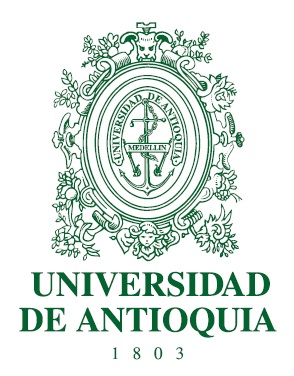 UNIVERSIDAD DE ANTIOQUIA
MEDELLIN
UNIVERSIDAD
DE ANTIOQUIA
1803